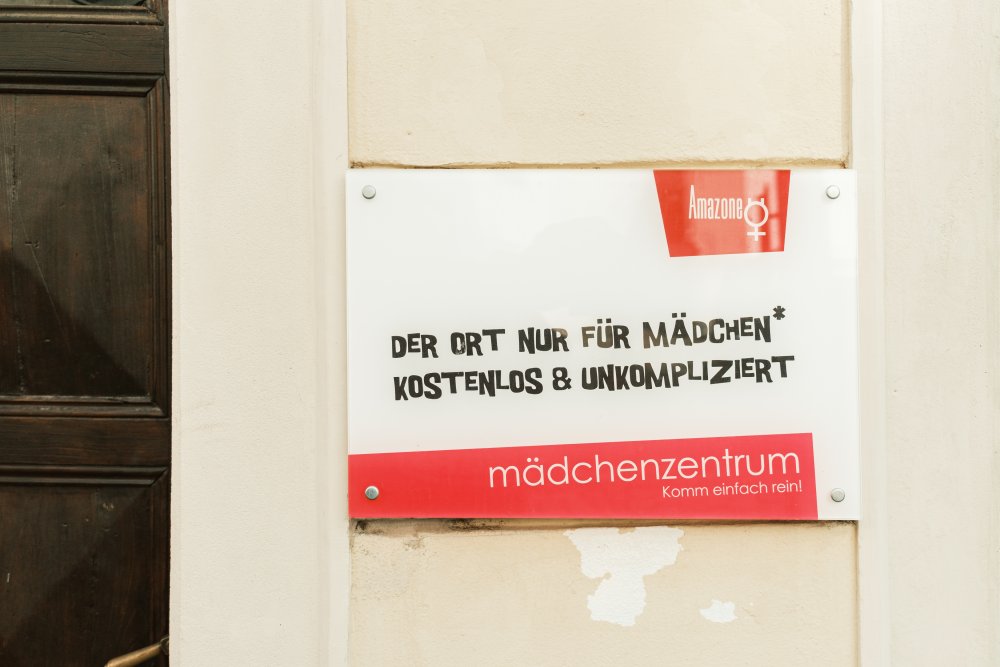 Amazone
DER ORT NUR FÜR MÄDCHEN*
KOSTENLOS & UNKOMPLIZIERT
mädchenzentrum
Komm einfach rein!